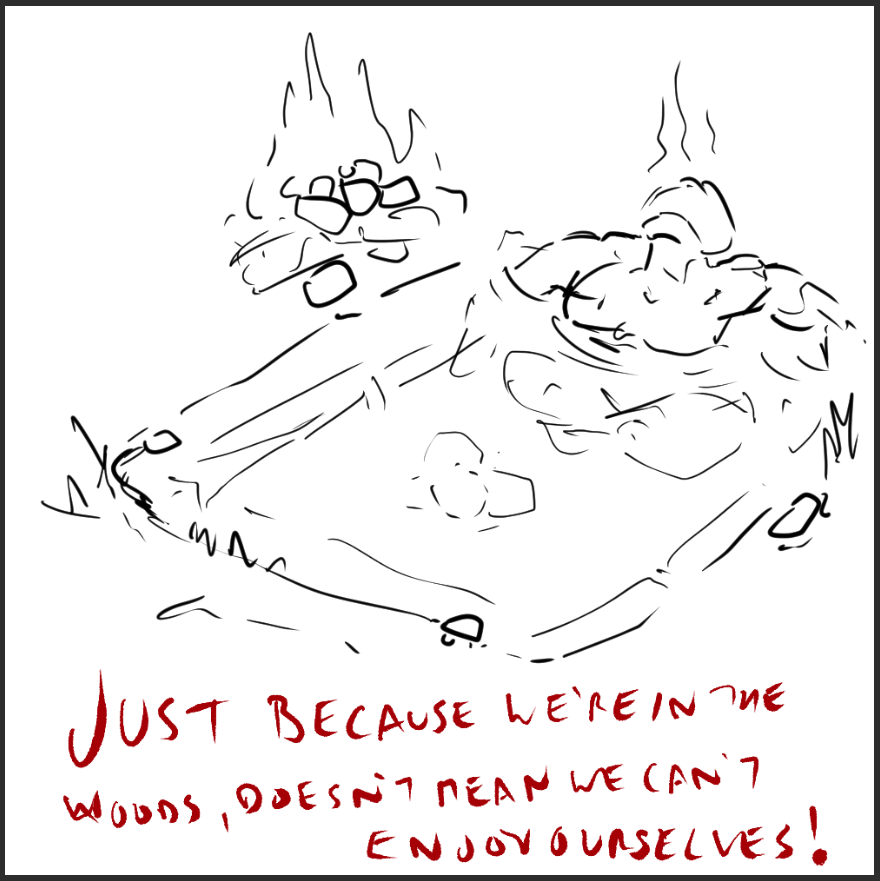 JUST BECAUSE WE'RE IN THE
WOODS, DOESN'T MEAN WE CAN'T
ENJOY OURSELVES!